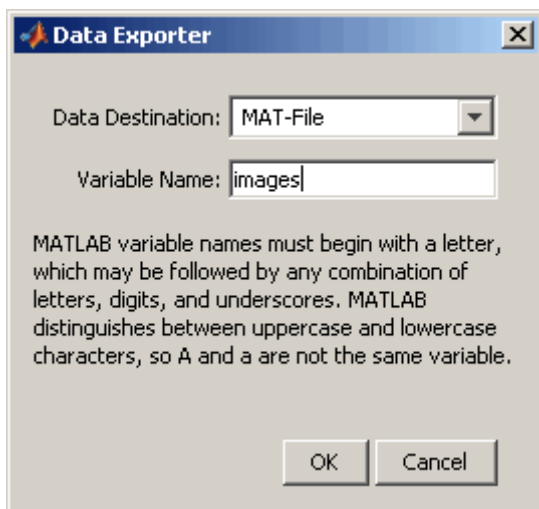 Data Exporter
Data Destination: MAT-File
Variable Name: images
MATLAB variable names must begin with a letter,
which may be followed by any combination of
letters, digits, and underscores. MATLAB
distinguishes between uppercase and lowercase
characters, so A and a are not the same variable.
OK Cancel